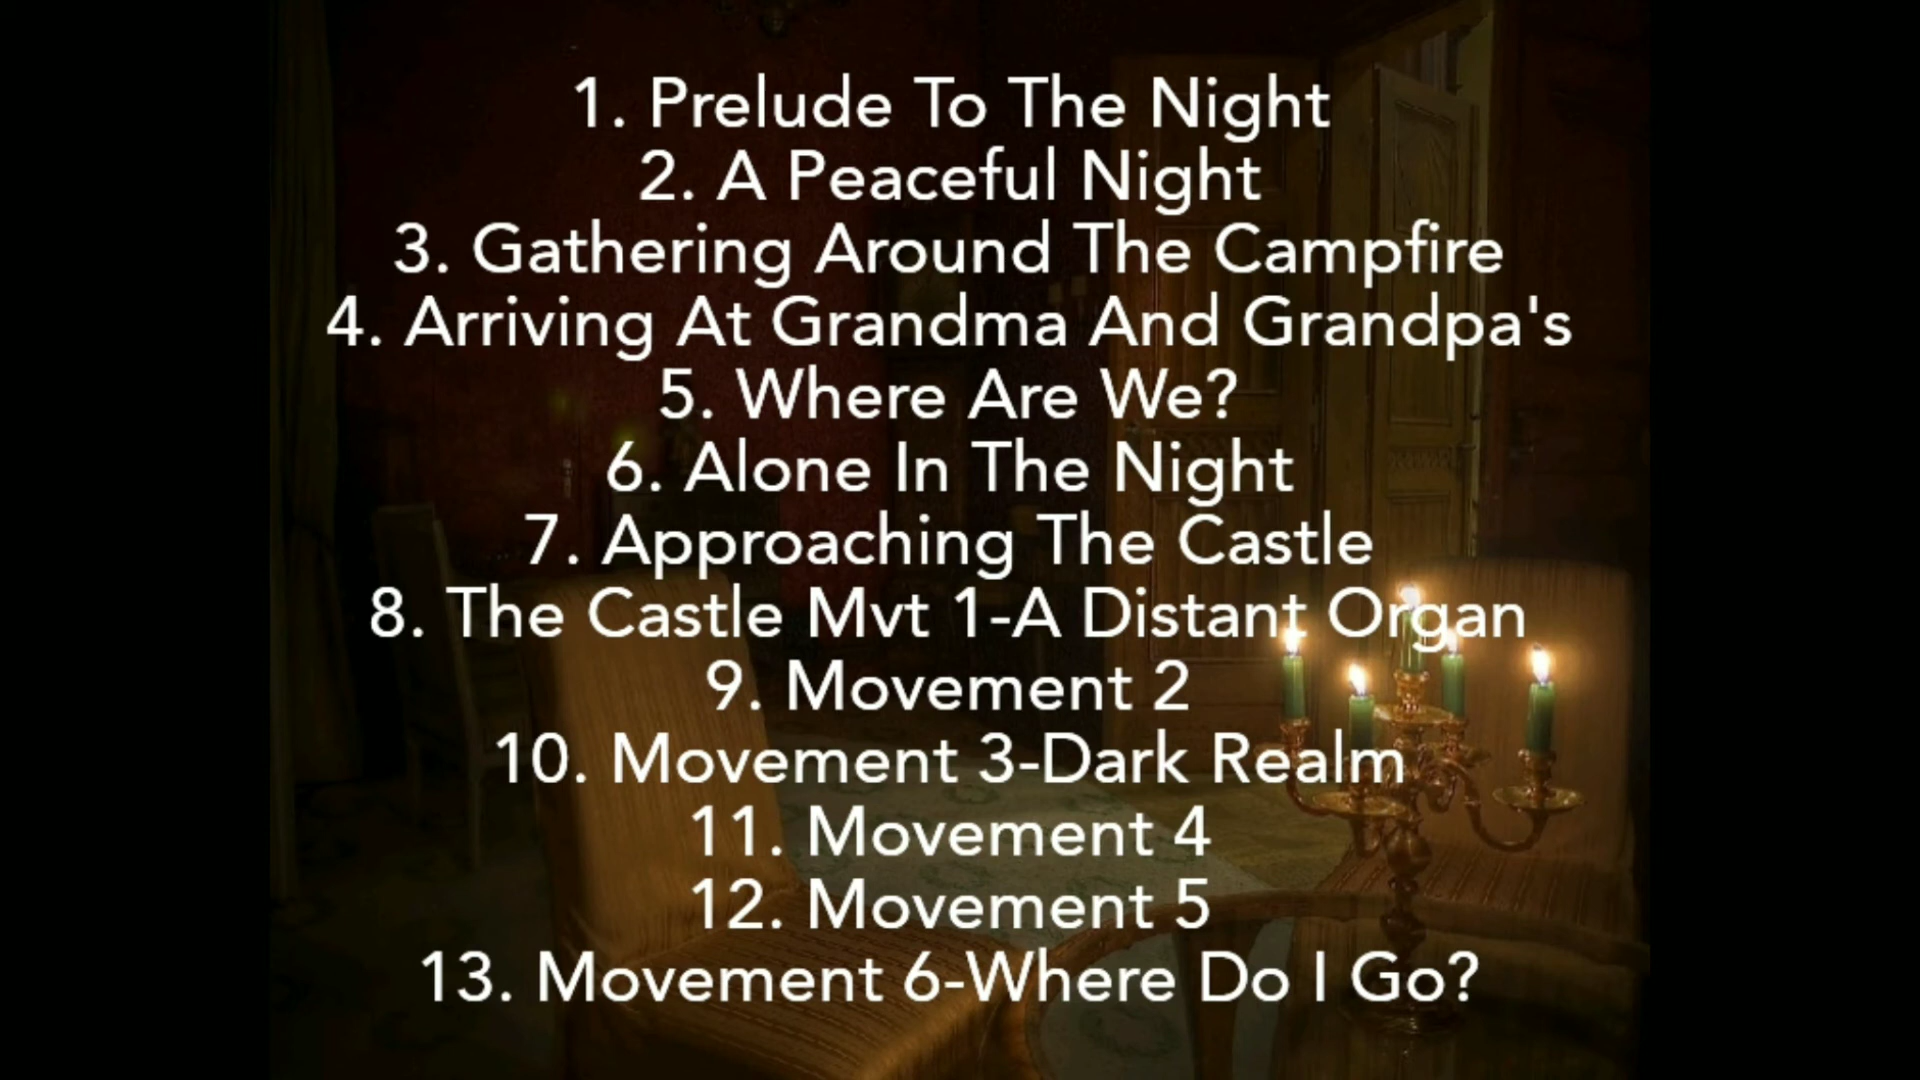 1. Prelude To The Night
2. A Peaceful Night
3. Gathering Around The Campfire
4. Arriving At Grandma And Grandpa's
5. Where Are We?
6. Alone In The Night
7. Approaching The Castle
8. The Castle Mvt 1-A Distant Organ
9. Movement 2
10. Movement 3-Dark Realm
11. Movement 4
12. Movement 5
13. Movement 6-Where Do I Go?